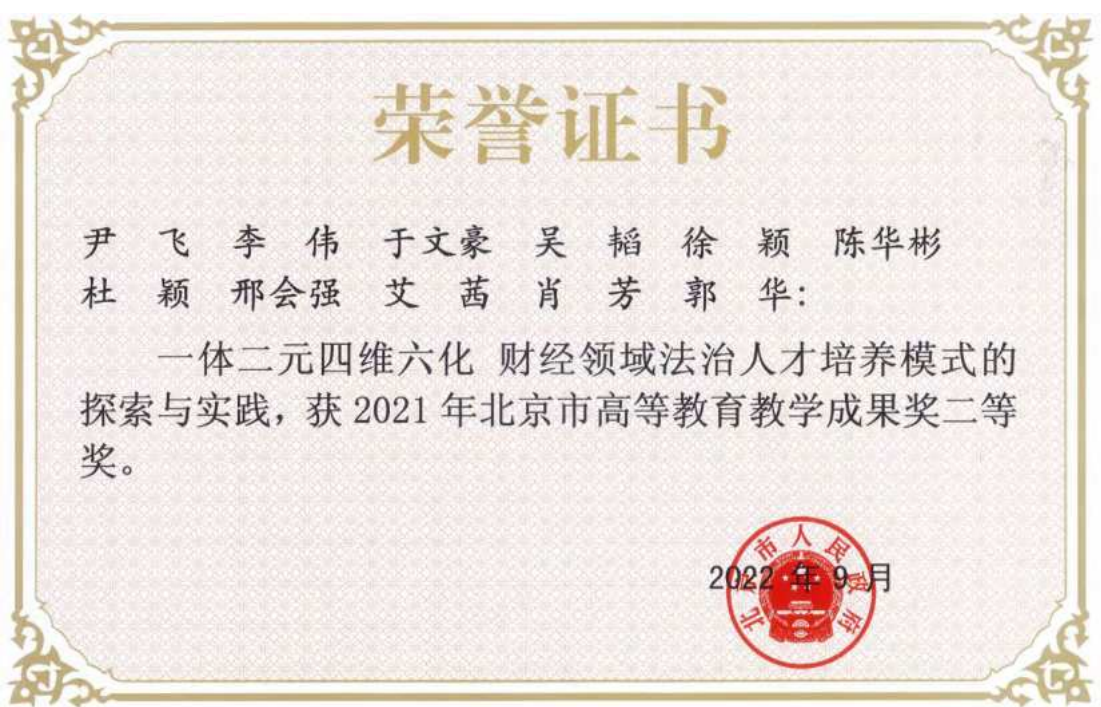 荣誉证书
尹 飞 李 伟 于文豪 吴 韬 徐 颖 陈华彬
杜 颖 邢会强 艾 茜 肖 芳 郭 华：
一体二元四维六化 财经领域法治人才培养模式的
探索与实践，获 2021 年北京市高等教育教学成果奖二等
奖。
北京市人民政府
2022 年 9 月